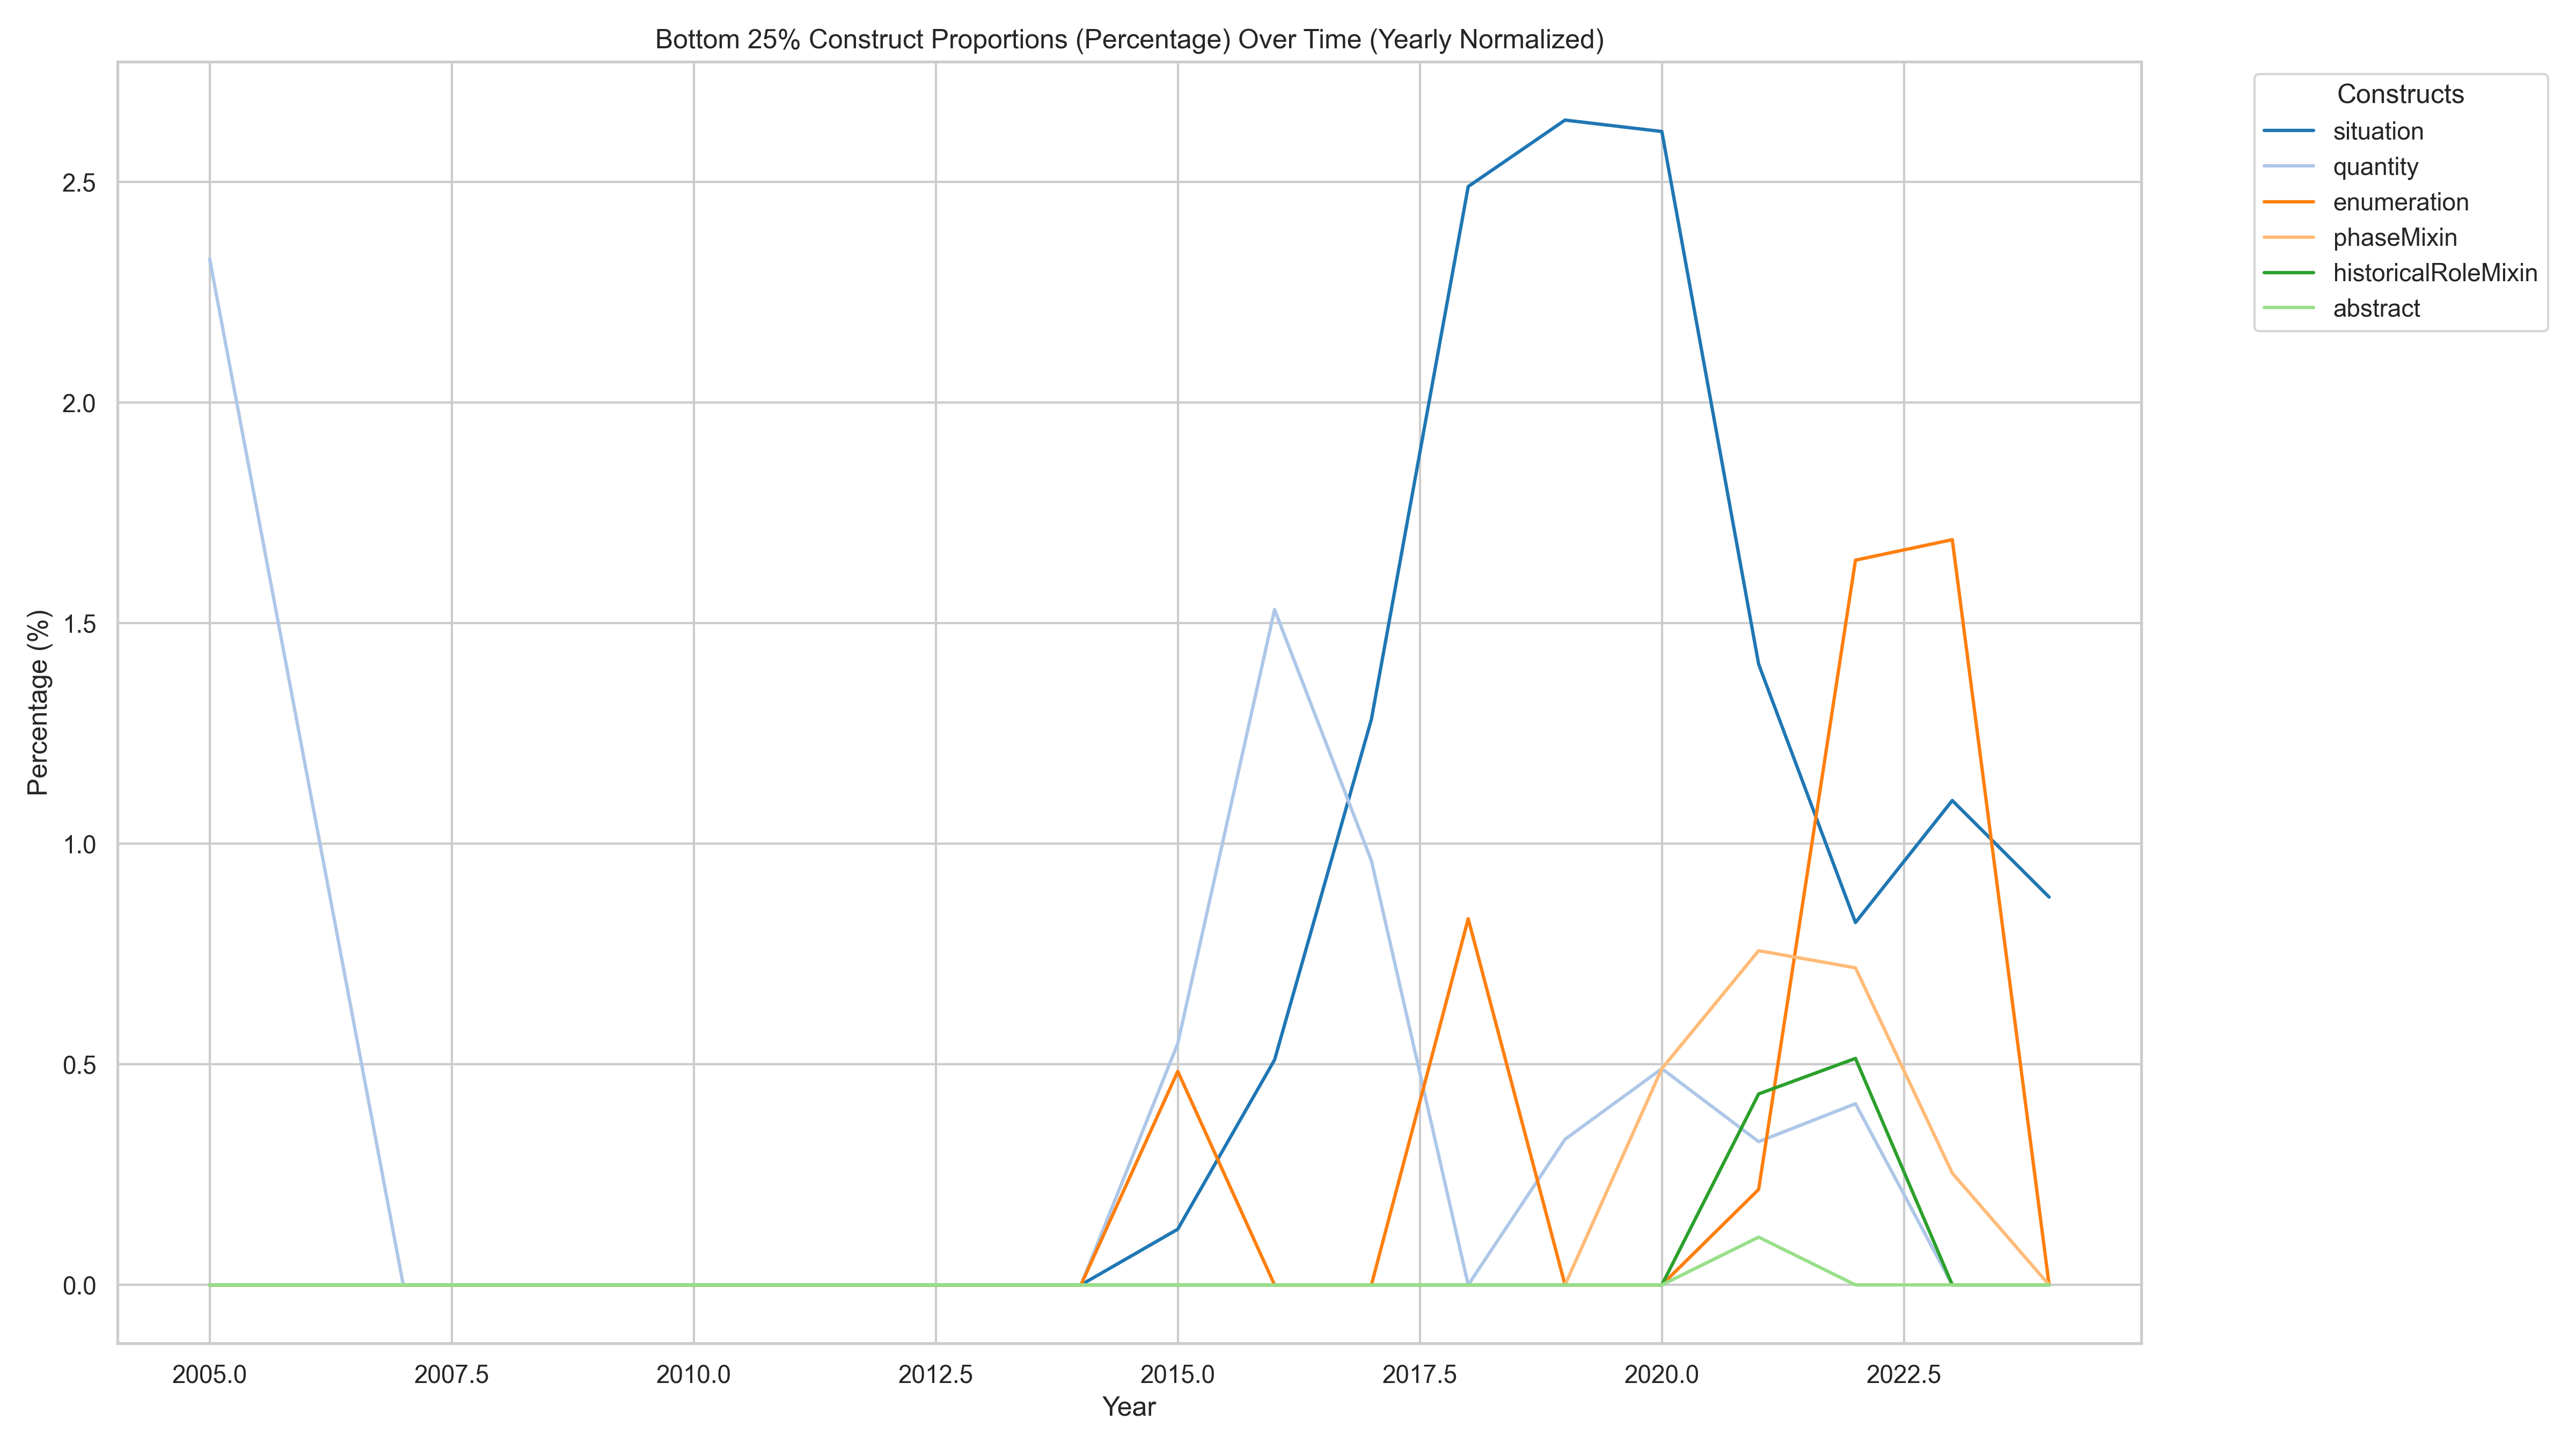 Bottom 25% Construct Proportions (Percentage) Over Time (Yearly Normalized)
Constructs
situation
quantity
enumeration
phaseMixin
historicalRoleMixin
abstract
Percentage (%)
2.5
2.0
1.5
1.0
0.5
0.0
2005.0 2007.5 2010.0 2012.5 2015.0 2017.5 2020.0 2022.5
Year